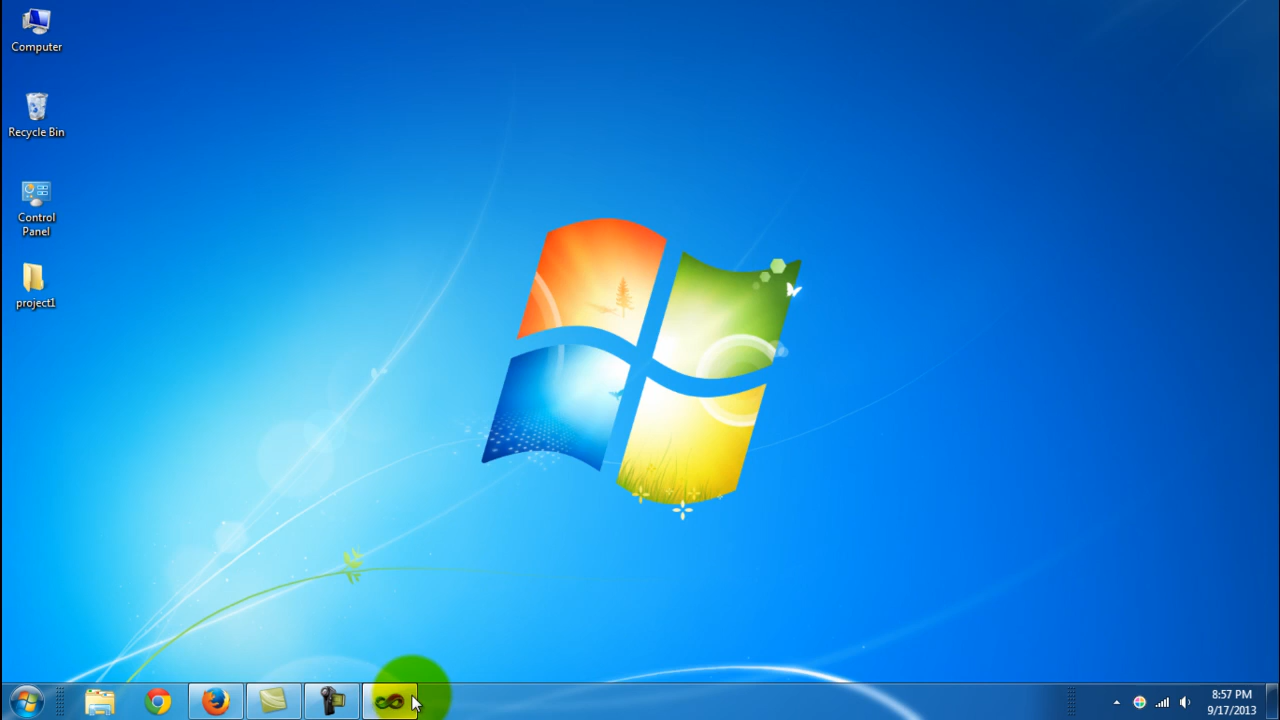 Computer
Recycle Bin
Control
Panel
project1
8:57 PM
9/17/2013